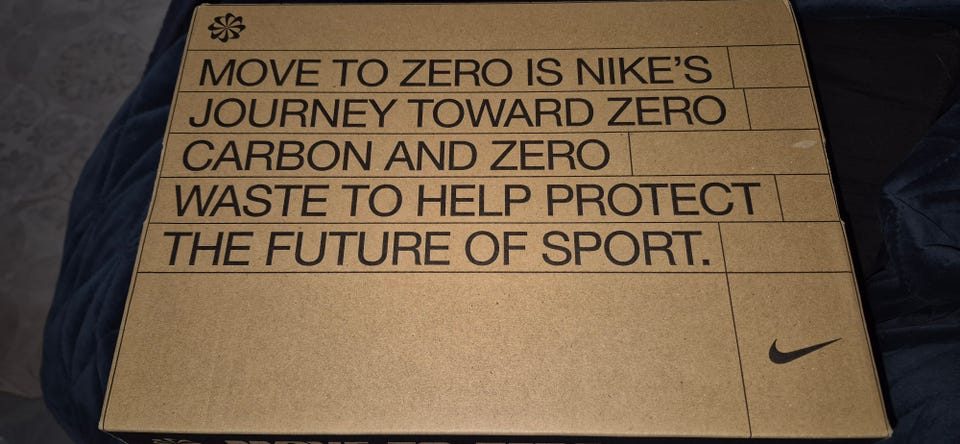 MOVE TO ZERO IS NIKE'S
JOURNEY TOWARD ZERO
CARBON AND ZERO
WASTE TO HELP PROTECT
THE FUTURE OF SPORT.